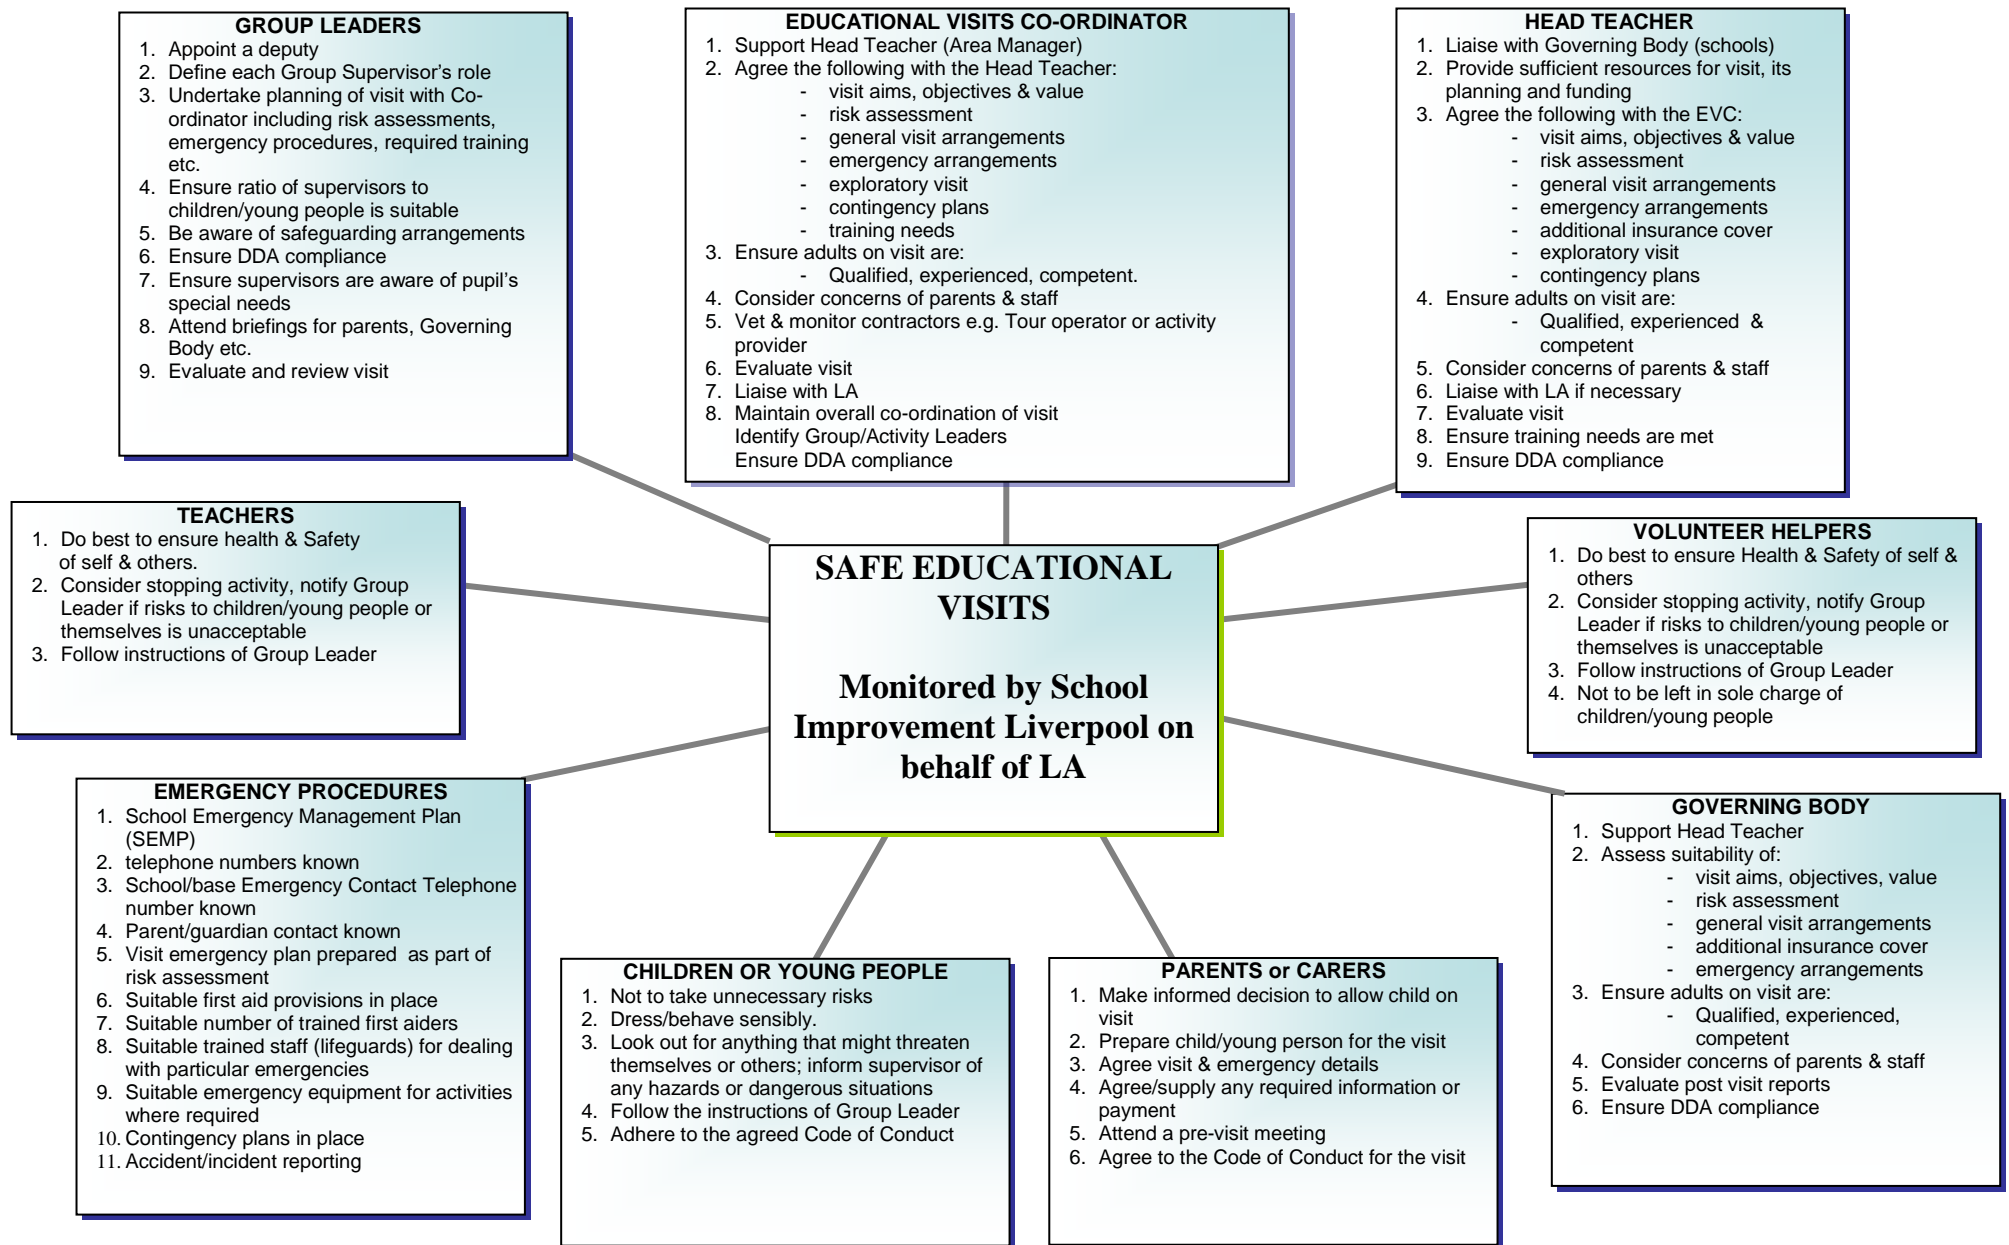 GROUP LEADERS
1. Appoint a deputy
2. Define each Group Supervisor's role
3. Undertake planning of visit with Co-
ordinator including risk assessments,
emergency procedures, required training
etc.
4. Ensure ratio of supervisors to
children/young people is suitable
5. Be aware of safeguarding arrangements
6. Ensure DDA compliance
7. Ensure supervisors are aware of pupil's
special needs
8. Attend briefings for parents, Governing
Body etc.
9. Evaluate and review visit
EDUCATIONAL VISITS CO-ORDINATOR
1. Support Head Teacher (Area Manager)
2. Agree the following with the Head Teacher:
- visit aims, objectives & value
- risk assessment
- general visit arrangements
- emergency arrangements
- exploratory visit
- contingency plans
- training needs
3. Ensure adults on visit are:
- Qualified, experienced, competent.
4. Consider concerns of parents & staff
5. Vet & monitor contractors e.g. Tour operator or activity
provider
6. Evaluate visit
7. Liaise with LA
8. Maintain overall co-ordination of visit
Identify Group/Activity Leaders
Ensure DDA compliance
HEAD TEACHER
1. Liaise with Governing Body (schools)
2. Provide sufficient resources for visit, its
planning and funding
3. Agree the following with the EVC:
- visit aims, objectives & value
- risk assessment
- general visit arrangements
- emergency arrangements
- additional insurance cover
- exploratory visit
- contingency plans
4. Ensure adults on visit are:
- Qualified, experienced &
competent
5. Consider concerns of parents & staff
6. Liaise with LA if necessary
7. Evaluate visit
8. Ensure training needs are met
9. Ensure DDA compliance
TEACHERS
1. Do best to ensure health & Safety
of self & others.
2. Consider stopping activity, notify Group
Leader if risks to children/young people or
themselves is unacceptable
3. Follow instructions of Group Leader
SAFE EDUCATIONAL
VISITS
Monitored by School
Improvement Liverpool on
behalf of LA
VOLUNTEER HELPERS
1. Do best to ensure Health & Safety of self &
others
2. Consider stopping activity, notify Group
Leader if risks to children/young people or
themselves is unacceptable
3. Follow instructions of Group Leader
4. Not to be left in sole charge of
children/young people
EMERGENCY PROCEDURES
1. School Emergency Management Plan
(SEMP)
2. telephone numbers known
3. School/base Emergency Contact Telephone
number known
4. Parent/guardian contact known
5. Visit emergency plan prepared as part of
risk assessment
6. Suitable first aid provisions in place
7. Suitable number of trained first aiders
8. Suitable trained staff (lifeguards) for dealing
with particular emergencies
9. Suitable emergency equipment for activities
where required
10. Contingency plans in place
11. Accident/incident reporting
CHILDREN OR YOUNG PEOPLE
1. Not to take unnecessary risks
2. Dress/behave sensibly.
3. Look out for anything that might threaten
themselves or others; inform supervisor of
any hazards or dangerous situations
4. Follow the instructions of Group Leader
5. Adhere to the agreed Code of Conduct
PARENTS or CARERS
1. Make informed decision to allow child on
visit
2. Prepare child/young person for the visit
3. Agree visit & emergency details
4. Agree/supply any required information or
payment
5. Attend a pre-visit meeting
6. Agree to the Code of Conduct for the visit
GOVERNING BODY
1. Support Head Teacher
2. Assess suitability of:
- visit aims, objectives, value
- risk assessment
- general visit arrangements
- additional insurance cover
- emergency arrangements
3. Ensure adults on visit are:
- Qualified, experienced,
competent
4. Consider concerns of parents & staff
5. Evaluate post visit reports
6. Ensure DDA compliance